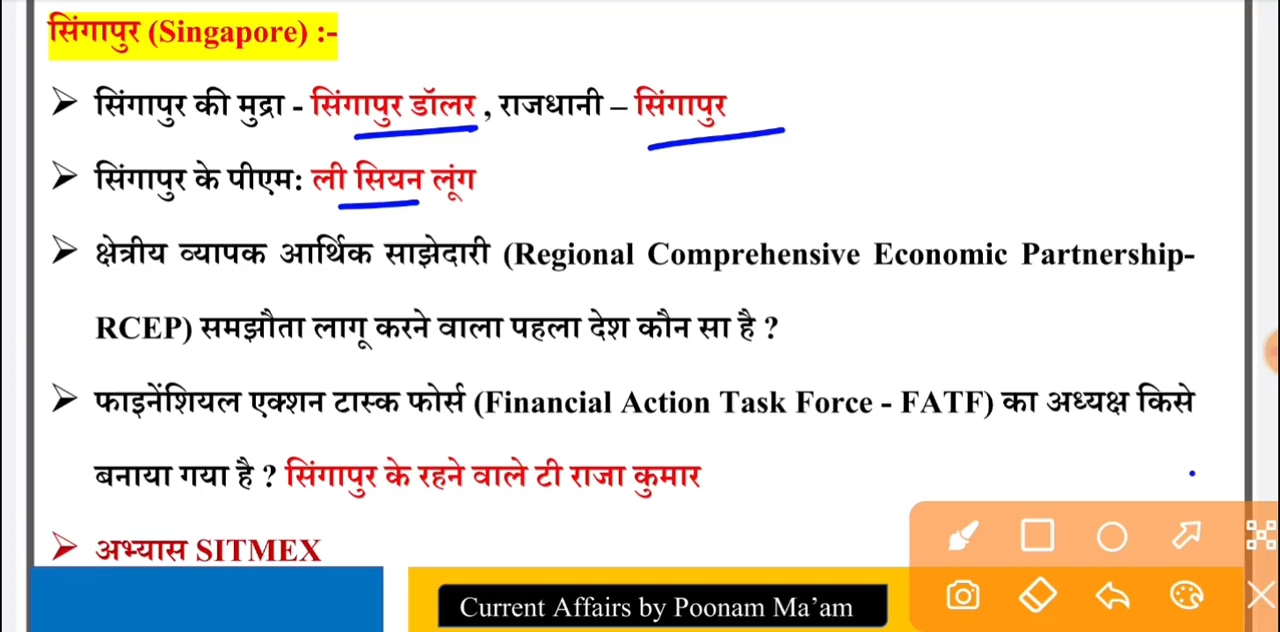 सिंगापुर (Singapore) :-
➤ सिंगापुर की मुद्रा - सिंगापुर डॉलर , राजधानी – सिंगापुर
➤ सिंगापुर के पीएम: ली सियन लूंग
➤ क्षेत्रीय व्यापक आर्थिक साझेदारी (Regional Comprehensive Economic Partnership-
RCEP) समझौता लागू करने वाला पहला देश कौन सा है ?
➤ फाइनेंशियल एक्शन टास्क फोर्स (Financial Action Task Force - FATF) का अध्यक्ष किसे
बनाया गया है ? सिंगापुर के रहने वाले टी राजा कुमार
➤ अभ्यास SITMEX
Current Affairs by Poonam Ma’am